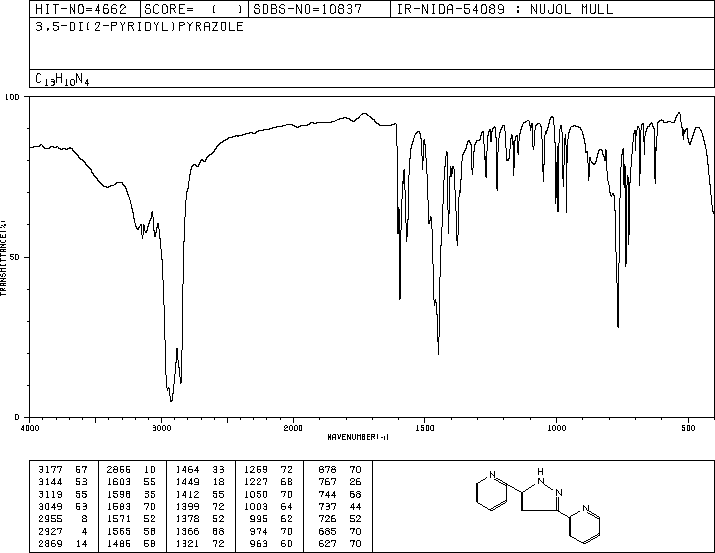 HIT-NO=4662 SCORE= ( ) SDBS-NO=10837 IR-NIDA-54089 : NUJOL MULL
3,5-DI(2-PYRIDYL)PYRAZOLE
C13H10N4
100
TRANSMITTANCE(%)
50
0
4000 3000 2000 1500 1000 500
WAVENUMBER(-1)
3177 57 2856 10 1464 33 1269 72 878 70
3144 53 1603 55 1449 18 1227 68 767 26
3119 55 1598 35 1412 55 1050 70 744 68
3049 53 1583 70 1399 72 1003 64 737 44
2955 8 1571 52 1378 52 995 62 726 52
2927 4 1565 58 1366 68 974 70 685 70
2869 14 1485 58 1321 72 963 60 627 70
H
N N
N
N